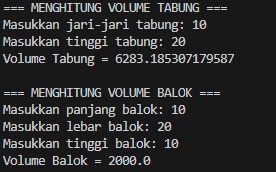 === MENGHITUNG VOLUME TABUNG ===
Masukkan jari-jari tabung: 10
Masukkan tinggi tabung: 20
Volume Tabung = 6283.185307179587
=== MENGHITUNG VOLUME BALOK ===
Masukkan panjang balok: 10
Masukkan lebar balok: 20
Masukkan tinggi balok: 10
Volume Balok = 2000.0